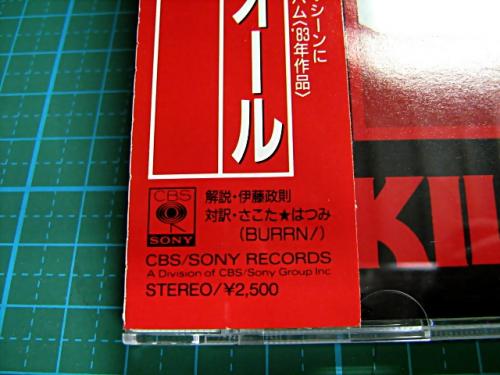 シーンに
ハム〈'83年作品〉
オール
CBS
SONY
解説・伊藤政則
対訳・さこた★はつみ
(BURRN/)
CBS/SONY RECORDS
A Division of CBS/Sony Group Inc
STEREO/¥2,500
KIL